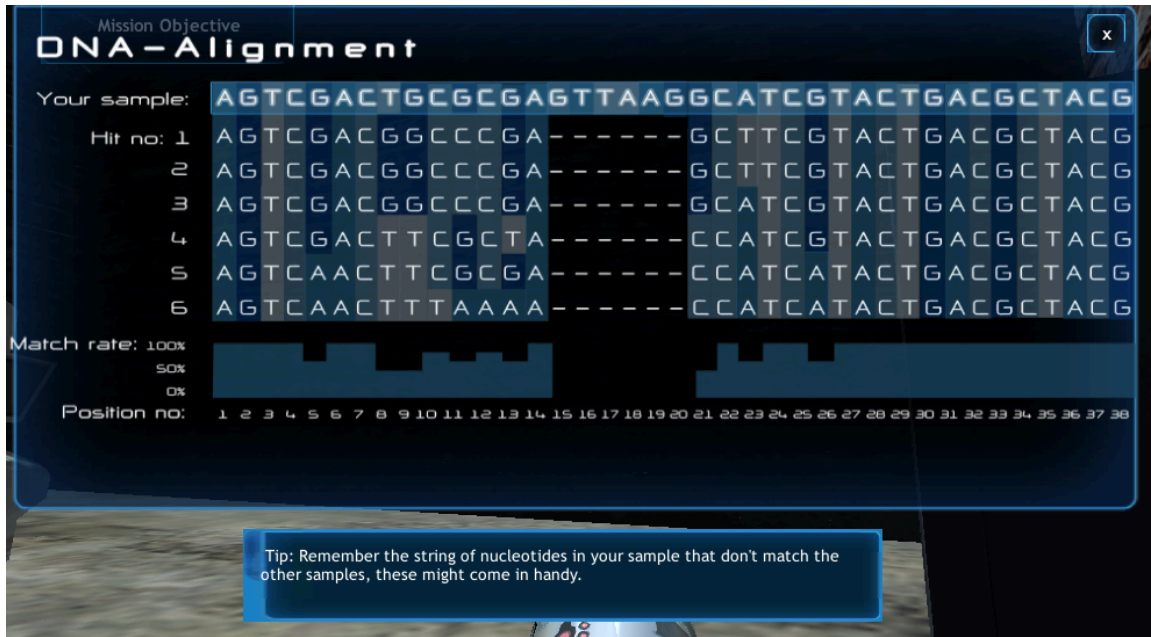 Mission Objective
DNA-Alignment
x
Your sample: AGTCGACTGCGCGAGTTAAGGCATCGTACTGACGCTACG
Hit no: 1 AGTCGACGGCCCGA------GCTTCGTACTGACGCTACG
2 AGTCGACGGCCCGA------GCTTCGTACTGACGCTACG
3 AGTCGACGGCCCGA------GCATCGTACTGACGCTACG
4 AGTCGACTTCGCTA------CCATCGTACTGACGCTACG
5 AGTCAACTTCGCGA------CCATCATACTGACGCTACG
6 AGTCAACTTTAAAA------CCATCATACTGACGCTACG
Match rate: 100%
50%
0%
Position no: 1 2 3 4 5 6 7 8 9 10 11 12 13 14 15 16 17 18 19 20 21 22 23 24 25 26 27 28 29 30 31 32 33 34 35 36 37 38
Tip: Remember the string of nucleotides in your sample that don't match the
other samples, these might come in handy.